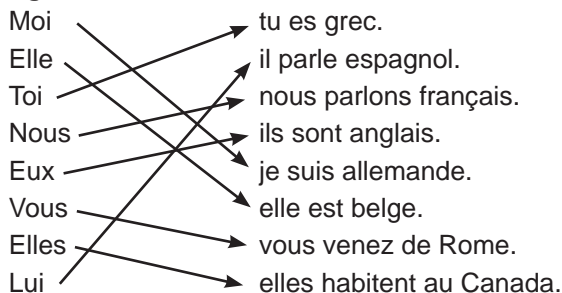 Moi tu es grec.
Elle il parle espagnol.
Toi nous parlons français.
Nous ils sont anglais.
Eux je suis allemande.
Vous elle est belge.
Elles vous venez de Rome.
Lui elles habitent au Canada.